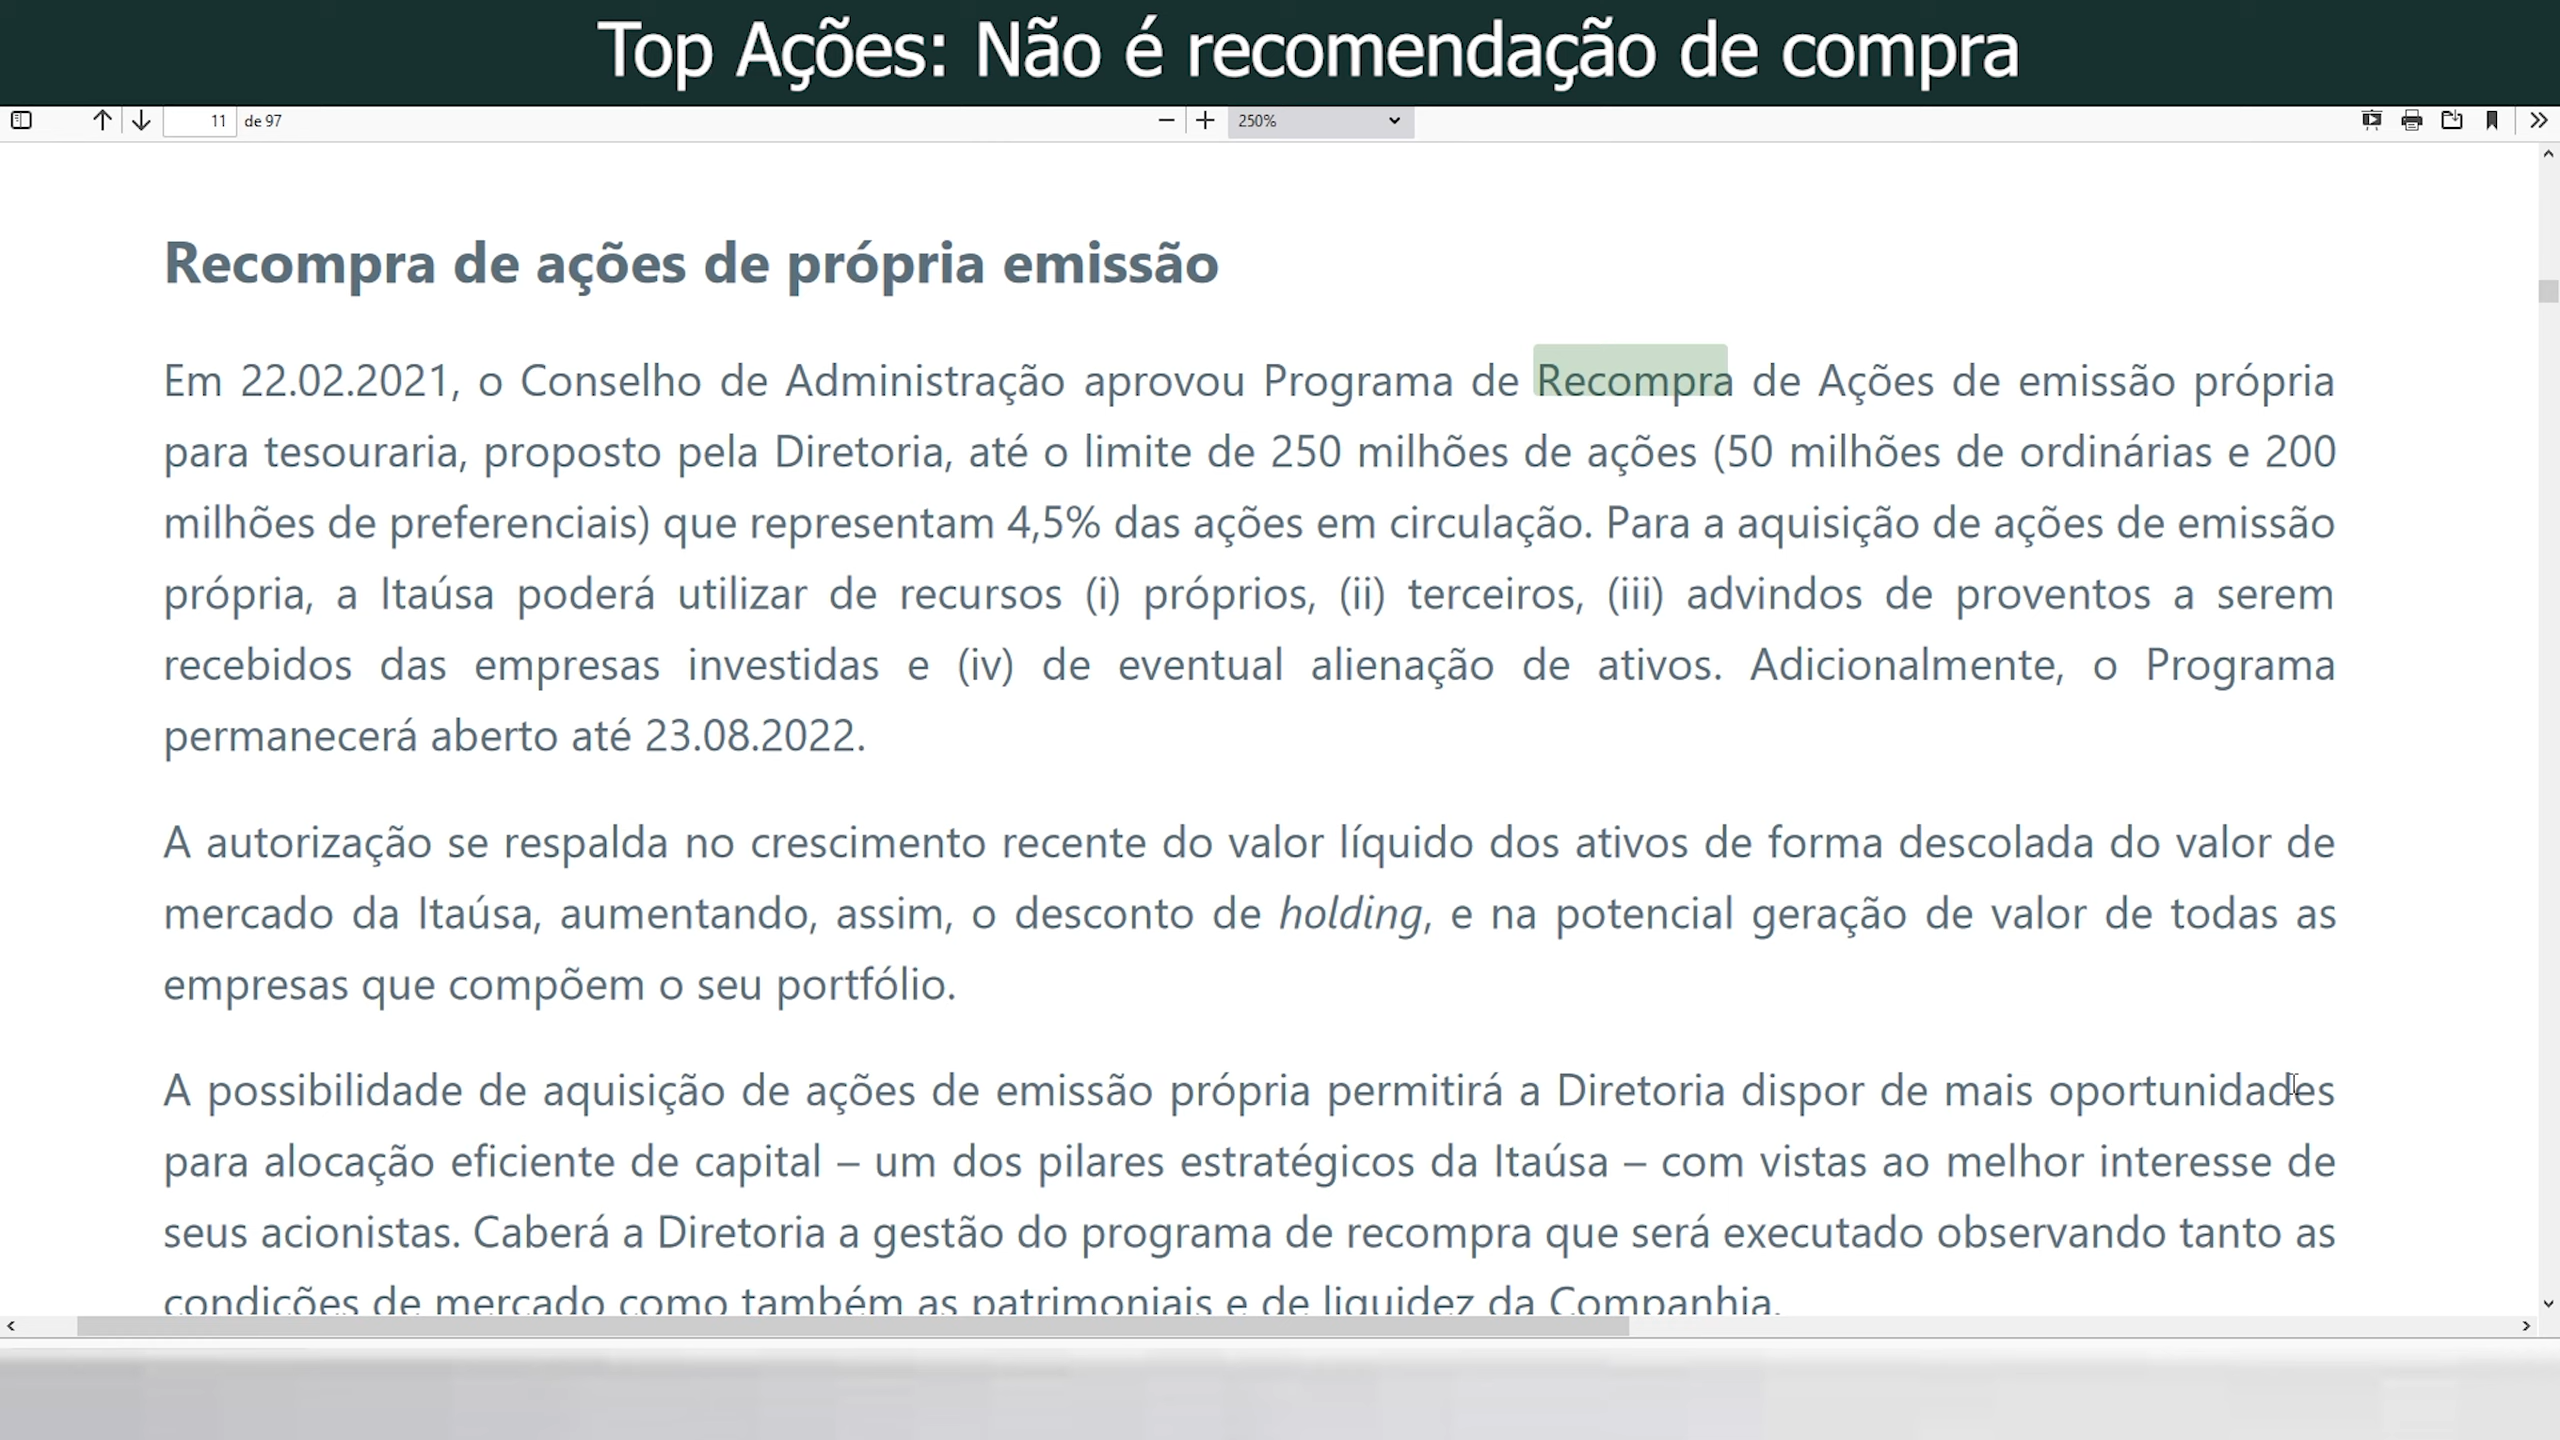 Top Ações: Não é recomendação de compra
11 de 97 250%
Recompra de ações de própria emissão
Em 22.02.2021, o Conselho de Administração aprovou Programa de Recompra de Ações de emissão própria
para tesouraria, proposto pela Diretoria, até o limite de 250 milhões de ações (50 milhões de ordinárias e 200
milhões de preferenciais) que representam 4,5% das ações em circulação. Para a aquisição de ações de emissão
própria, a Itaúsa poderá utilizar de recursos (i) próprios, (ii) terceiros, (iii) advindos de proventos a serem
recebidos das empresas investidas e (iv) de eventual alienação de ativos. Adicionalmente, o Programa
permanecerá aberto até 23.08.2022.
A autorização se respalda no crescimento recente do valor líquido dos ativos de forma descolada do valor de
mercado da Itaúsa, aumentando, assim, o desconto de holding, e na potencial geração de valor de todas as
empresas que compõem o seu portfólio.
A possibilidade de aquisição de ações de emissão própria permitirá a Diretoria dispor de mais oportunidades
para alocação eficiente de capital – um dos pilares estratégicos da Itaúsa – com vistas ao melhor interesse de
seus acionistas. Caberá a Diretoria a gestão do programa de recompra que será executado observando tanto as
condições de mercado como também as patrimoniais e de liquidez da Companhia.